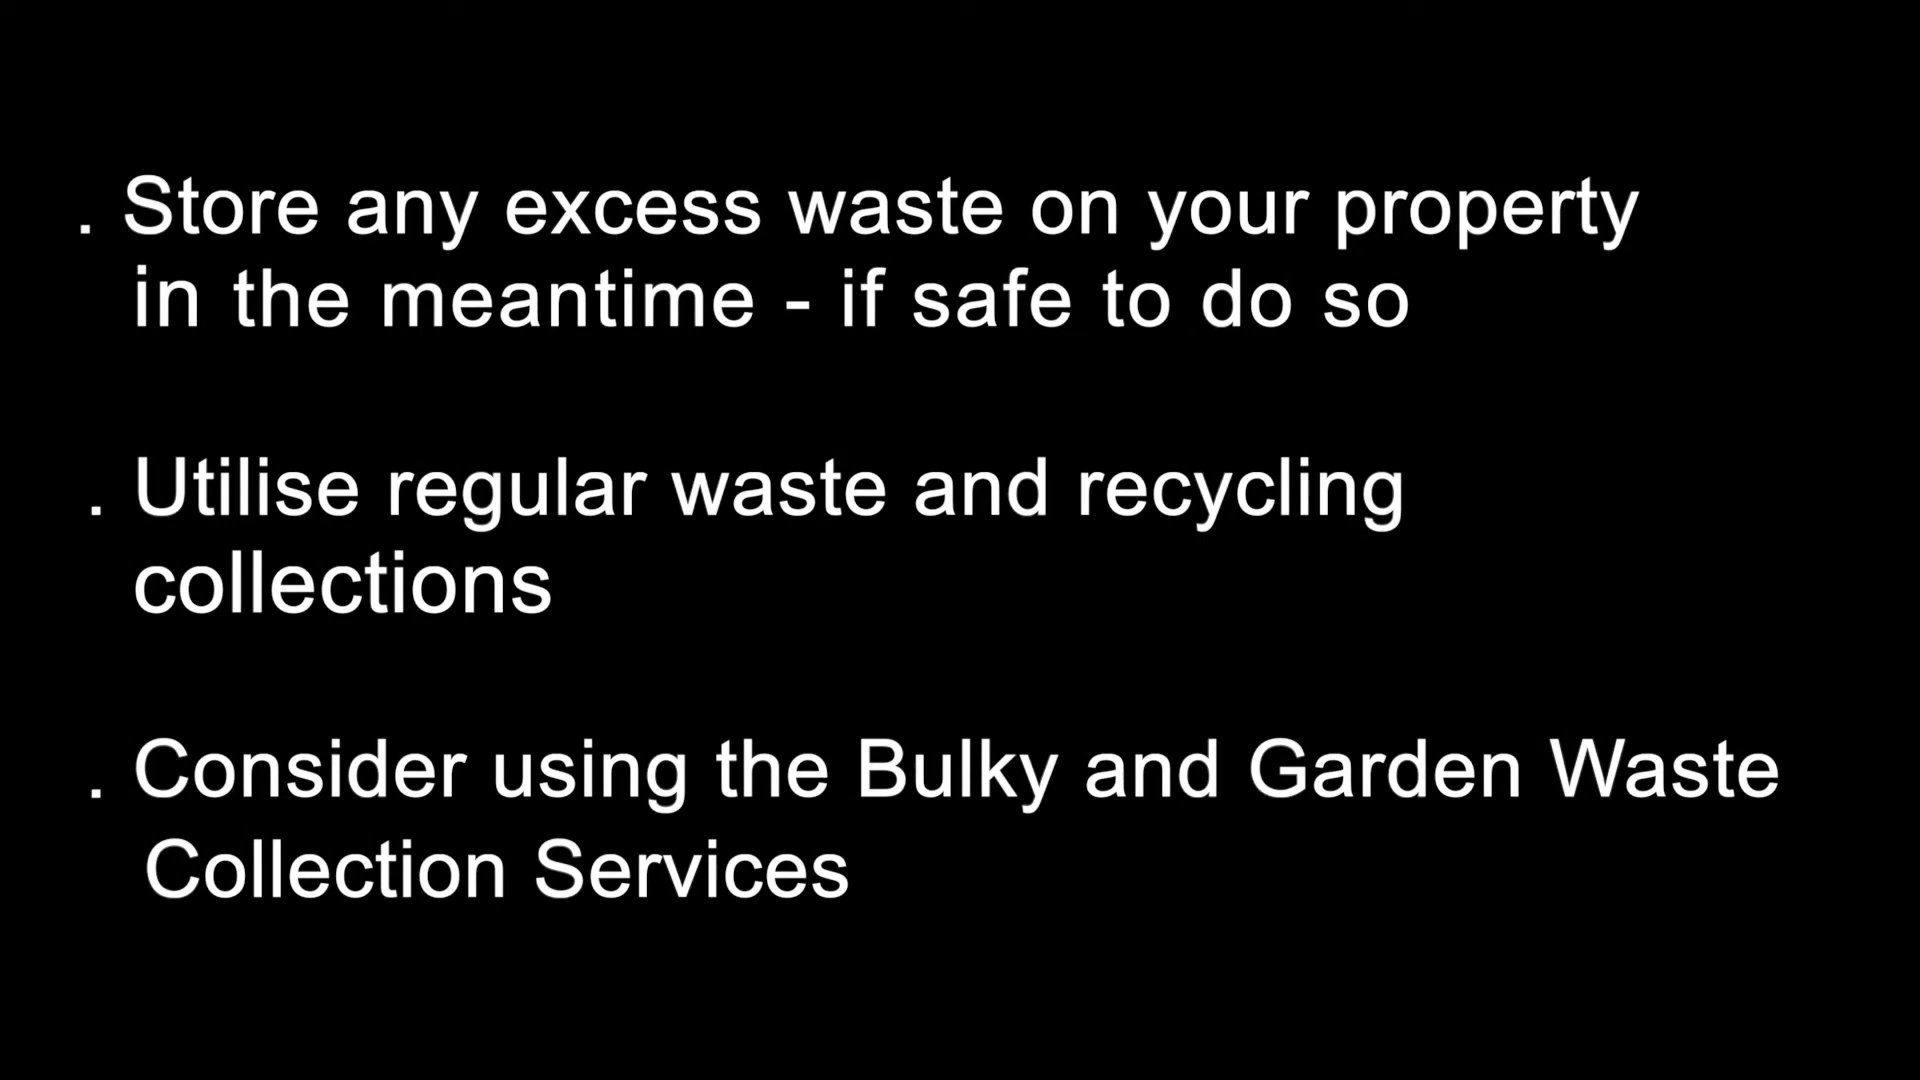 . Store any excess waste on your property
in the meantime - if safe to do so
. Utilise regular waste and recycling
collections
. Consider using the Bulky and Garden Waste
Collection Services